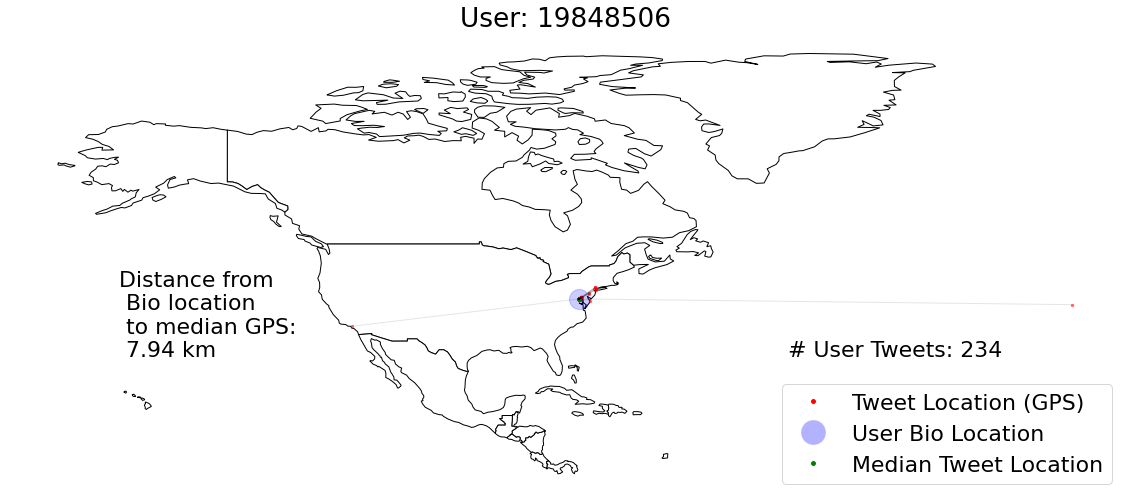 User: 19848506
Distance from
Bio location
to median GPS:
7.94 km
# User Tweets: 234
Tweet Location (GPS)
User Bio Location
Median Tweet Location